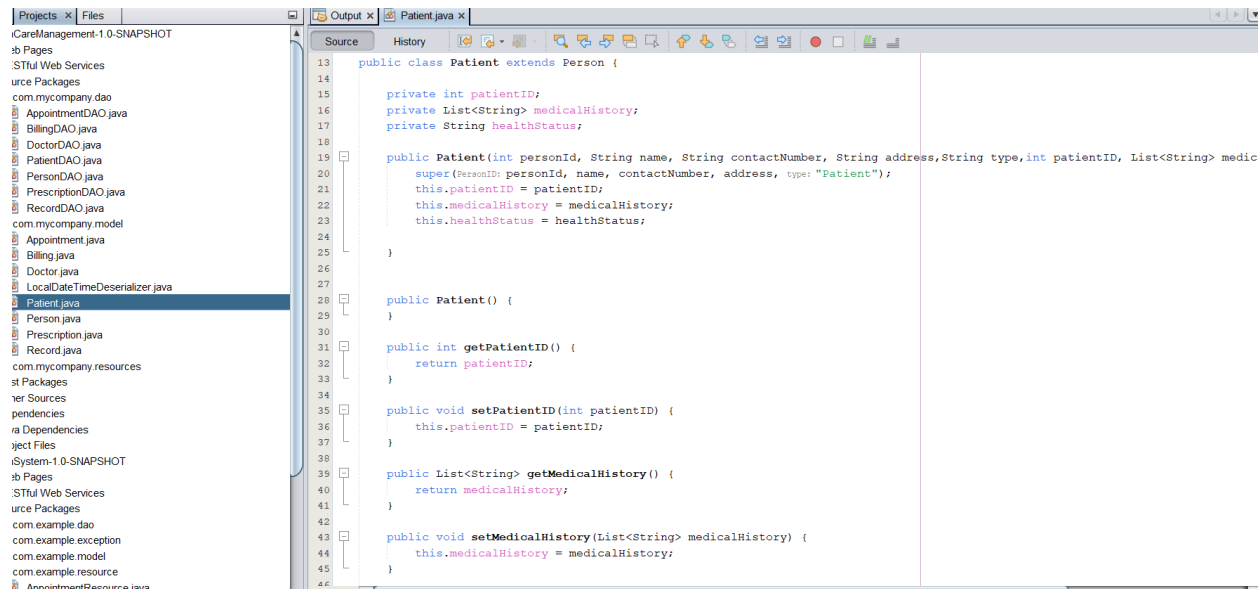 Projects × Files
Output × Patient.java ×
Source History
CareManagement-1.0-SNAPSHOT
eb Pages
STful Web Services
urce Packages
com.mycompany.dao
AppointmentDAO.java
BillingDAO.java
DoctorDAO.java
PatientDAO.java
PersonDAO.java
PrescriptionDAO.java
RecordDAO.java
com.mycompany.model
Appointment.java
Billing.java
Doctor.java
LocalDateTimeDeserializer.java
Patient.java
Person.java
Prescription.java
Record.java
com.mycompany.resources
st Packages
ner Sources
pendencies
va Dependencies
oject Files
System-1.0-SNAPSHOT
eb Pages
STful Web Services
urce Packages
com.example.dao
com.example.exception
com.example.model
com.example.resource
AppointmentResource.java
13 public class Patient extends Person {
14
15 private int patientID;
16 private List<String> medicalHistory;
17 private String healthStatus;
18
19 public Patient(int personId, String name, String contactNumber, String address,String type,int patientID, List<String> medic
20 super(PersonID: personId, name, contactNumber, address, type: "Patient");
21 this.patientID = patientID;
22 this.medicalHistory = medicalHistory;
23 this.healthStatus = healthStatus;
24
25 }
26
27
28 public Patient() {
29 }
30
31 public int getPatientID() {
32 return patientID;
33 }
34
35 public void setPatientID(int patientID) {
36 this.patientID = patientID;
37 }
38
39 public List<String> getMedicalHistory() {
40 return medicalHistory;
41 }
42
43 public void setMedicalHistory(List<String> medicalHistory) {
44 this.medicalHistory = medicalHistory;
45 }
46